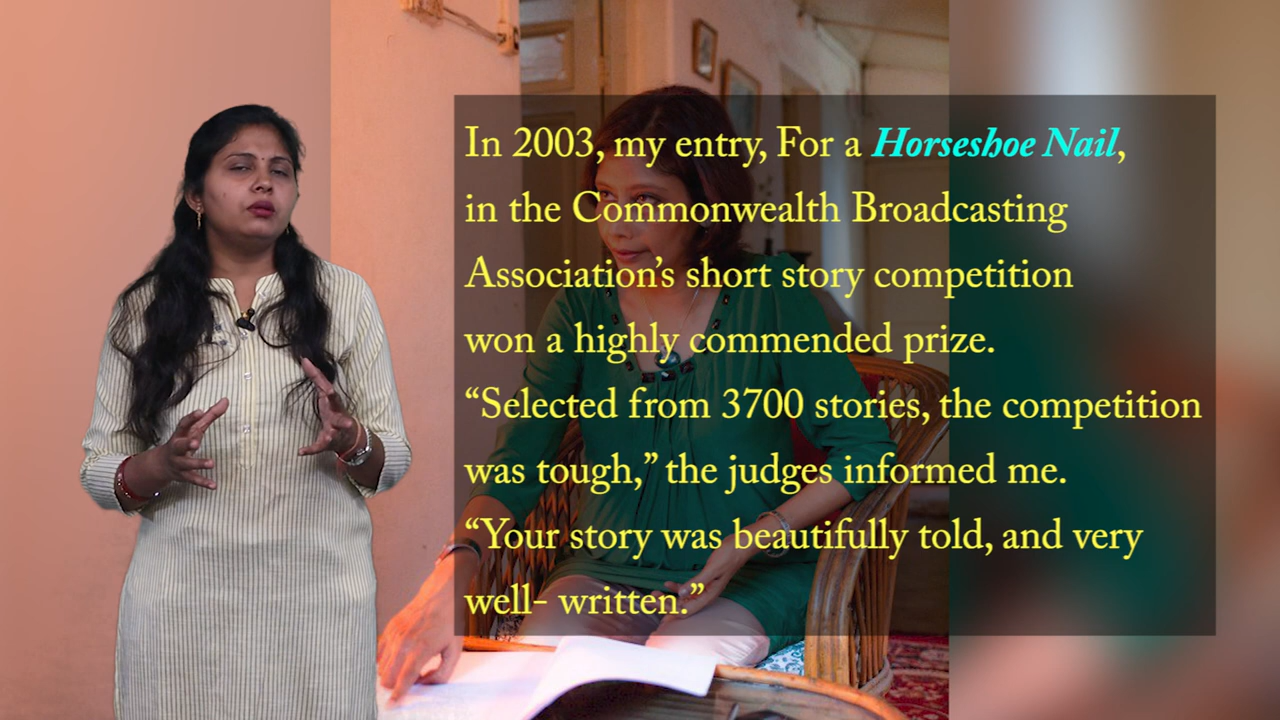 In 2003, my entry, For a Horseshoe Nail,
in the Commonwealth Broadcasting
Association’s short story competition
won a highly commended prize.
“Selected from 3700 stories, the competition
was tough,” the judges informed me.
“Your story was beautifully told, and very
well- written.”